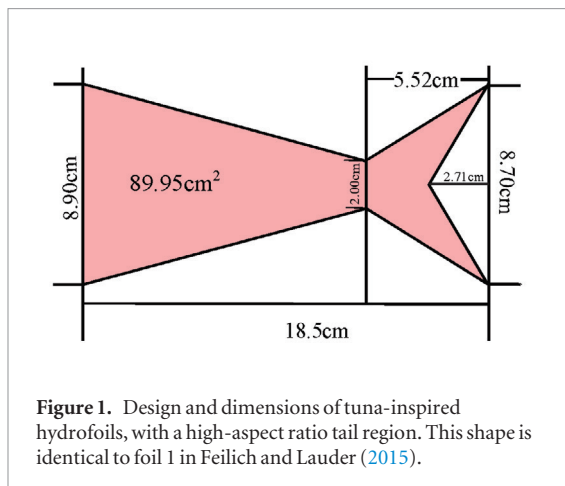 5.52cm
8.90cm
89.95cm²
2.00cm
2.71cm
8.70cm
18.5cm
Figure 1. Design and dimensions of tuna-inspired
hydrofoils, with a high-aspect ratio tail region. This shape is
identical to foil 1 in Feilich and Lauder (2015).